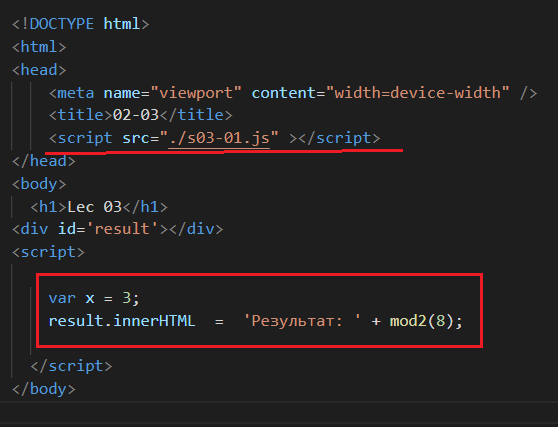 <!DOCTYPE html>
<html>
<head>
    <meta name="viewport" content="width=device-width" />
    <title>02-03</title>
    <script src="./s03-01.js" ></script>
</head>
<body>
  <h1>Lec 03</h1>
<div id='result'></div>
<script>
    var x = 3;
    result.innerHTML  =  'Результат: ' + mod2(8);
  </script>
</body>